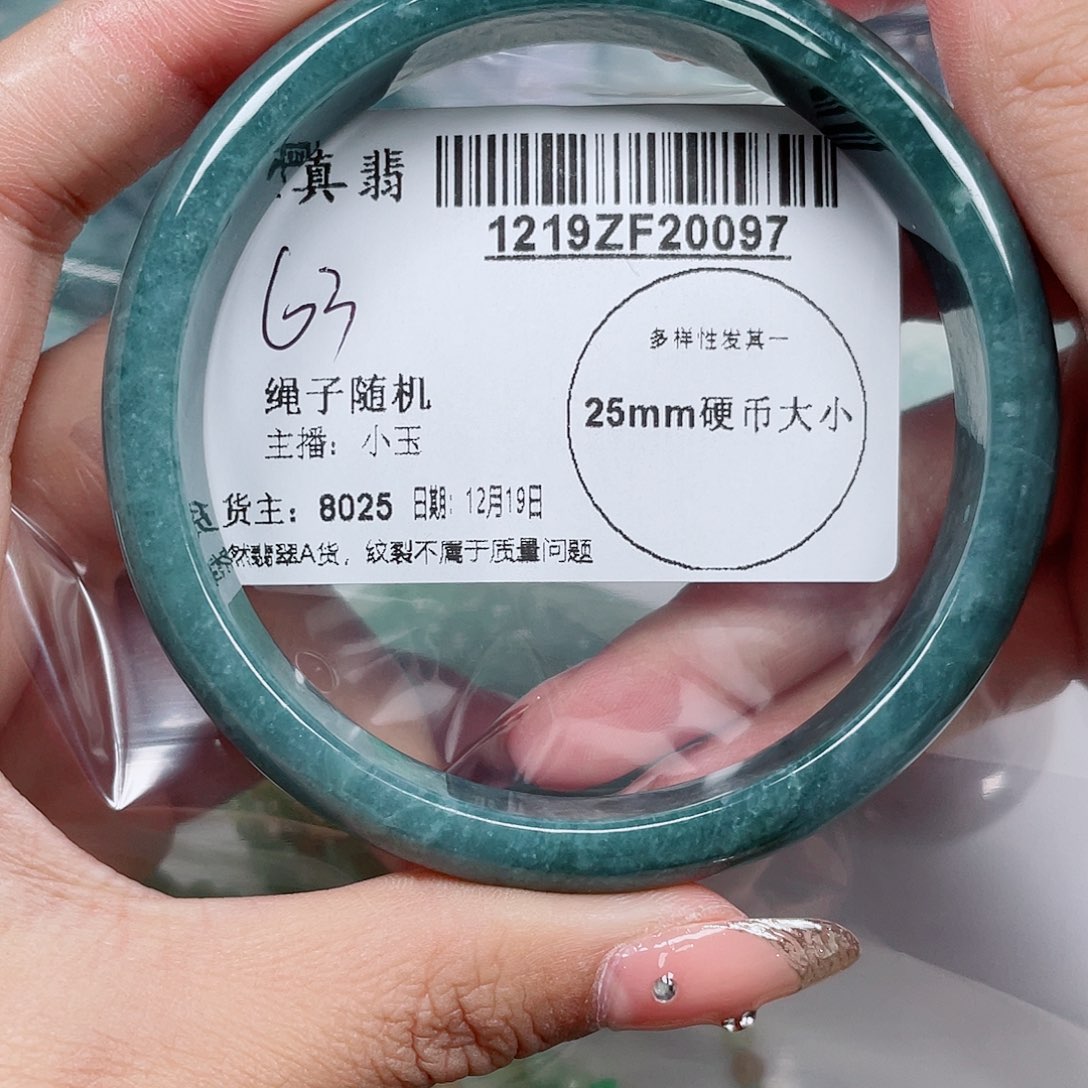 真翡
1219ZF20097
63
多样性发其一
25mm硬币大小
绳子随机
主播：小玉
货主：8025 日期：12月19日
然翡翠A货，纹裂不属于质量问题